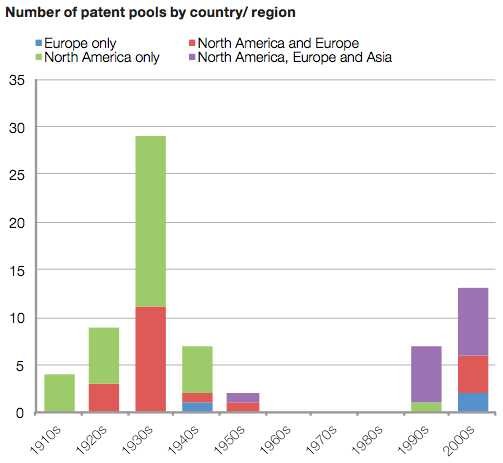 Number of patent pools by country/ region
Europe only
North America and Europe
North America only
North America, Europe and Asia
35
30
25
20
15
10
5
0
1910s
1920s
1930s
1940s
1950s
1960s
1970s
1980s
1990s
2000s